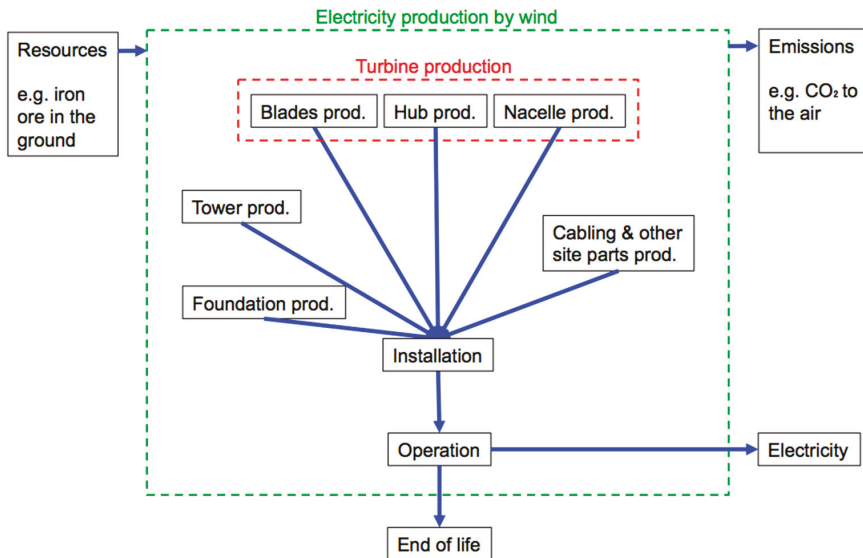 Electricity production by wind
Resources
e.g. iron
ore in the
ground
Emissions
e.g. CO₂ to
the air
Turbine production
Blades prod.
Hub prod.
Nacelle prod.
Tower prod.
Cabling & other
site parts prod.
Foundation prod.
Installation
Operation
Electricity
End of life